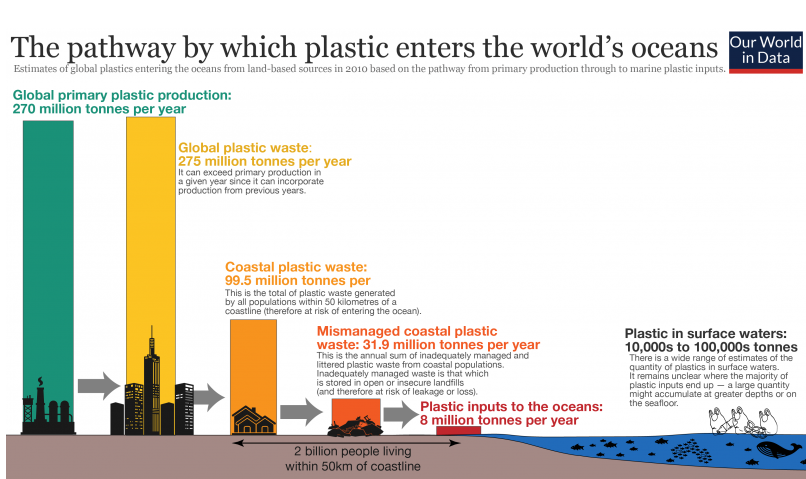 The pathway by which plastic enters the world's oceans
Our World
in Data
Estimates of global plastics entering the oceans from land-based sources in 2010 based on the pathway from primary production through to marine plastic inputs.
Global primary plastic production:
270 million tonnes per year
Global plastic waste:
275 million tonnes per year
It can exceed primary production in
a given year since it can incorporate
production from previous years.
Coastal plastic waste:
99.5 million tonnes per
This is the total of plastic waste generated
by all populations within 50 kilometres of a
coastline (therefore at risk of entering the ocean).
Mismanaged coastal plastic
waste: 31.9 million tonnes per year
This is the annual sum of inadequately managed and
littered plastic waste from coastal populations.
Inadequately managed waste is that which
is stored in open or insecure landfills
(and therefore at risk of leakage or loss).
Plastic inputs to the oceans:
8 million tonnes per year
Plastic in surface waters:
10,000s to 100,000s tonnes
There is a wide range of estimates of the
quantity of plastics in surface waters.
It remains unclear where the majority of
plastic inputs end up — a large quantity
might accumulate at greater depths or on
the seafloor.
2 billion people living
within 50km of coastline